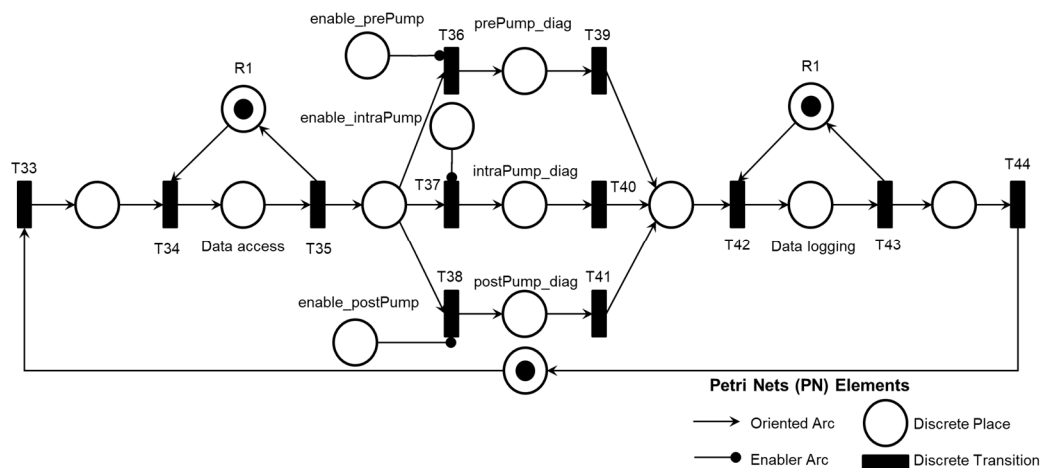 enable_prePump
prePump_diag
T36
T39
R1
R1
enable_intraPump
T33
T37
intraPump_diag
T40
T44
T34
Data access
T35
T42
Data logging
T43
T38
postPump_diag
T41
enable_postPump
Petri Nets (PN) Elements
Oriented Arc
Discrete Place
Enabler Arc
Discrete Transition